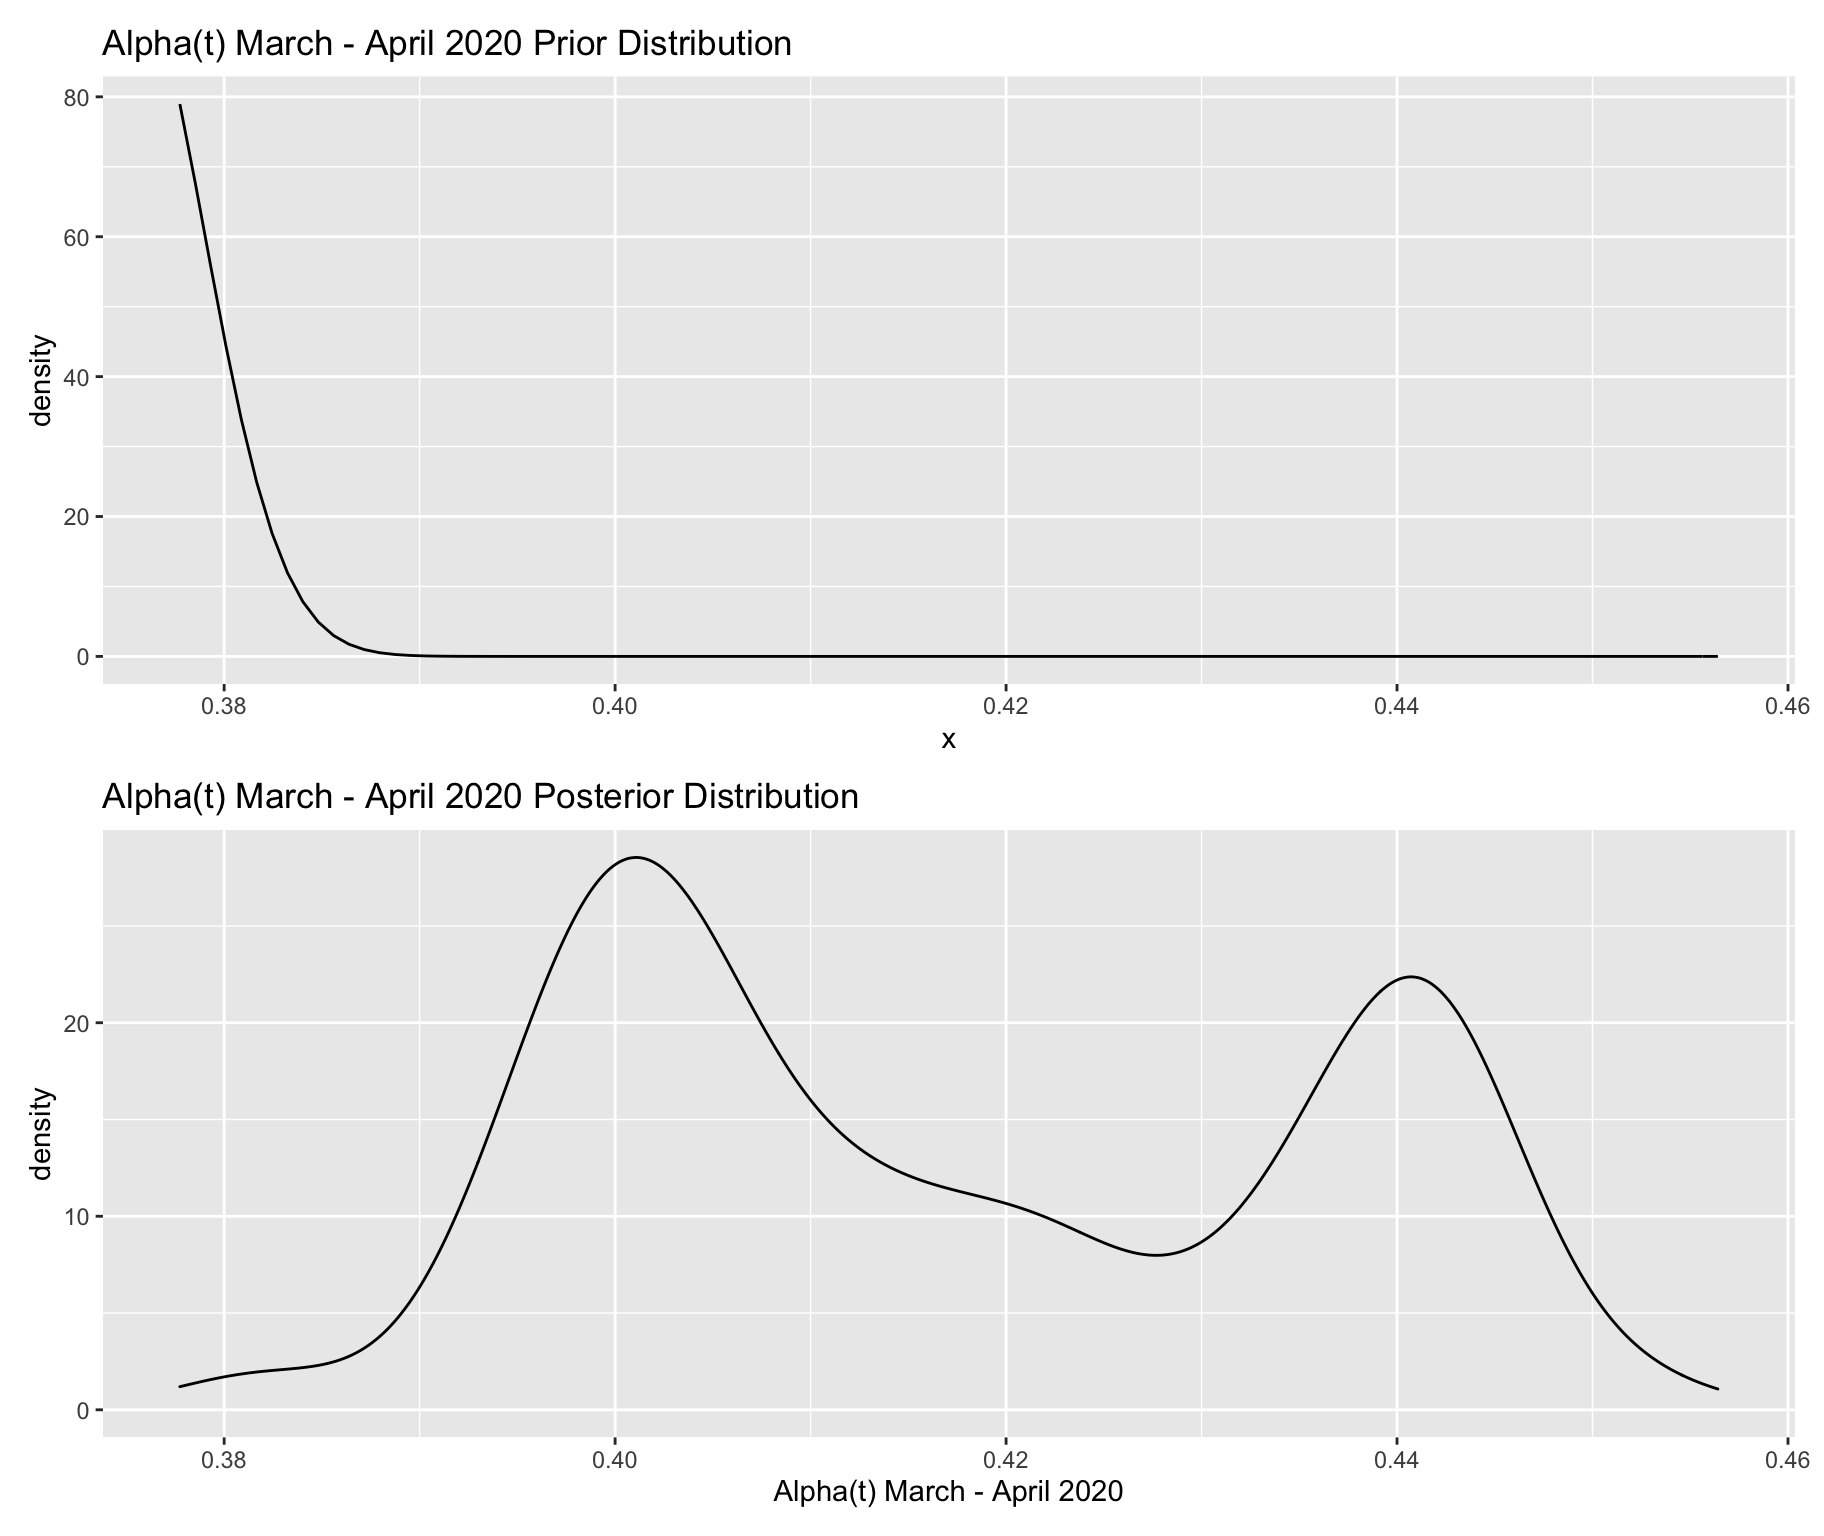 Alpha(t) March - April 2020 Prior Distribution
80
60
40
20
0
density
0.38 0.40 0.42 0.44 0.46
x
Alpha(t) March - April 2020 Posterior Distribution
20
10
0
density
0.38 0.40 0.42 0.44 0.46
Alpha(t) March - April 2020